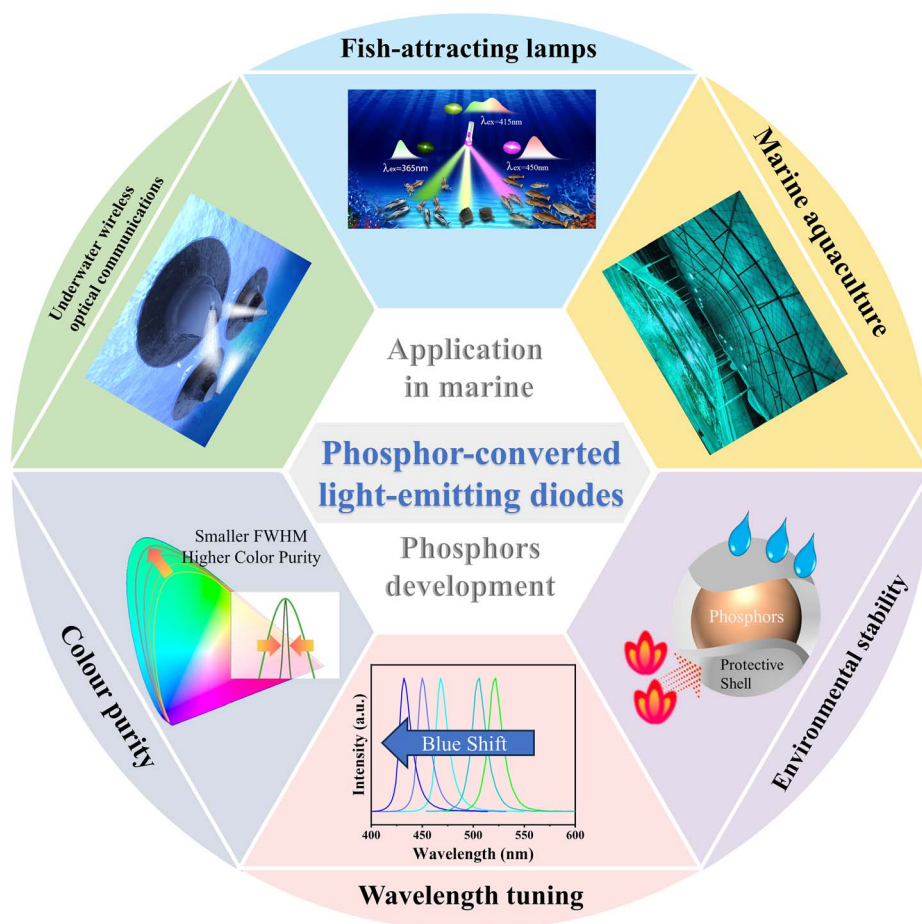 Fish-attracting lamps
λex=415nm
λex=365nm
λex=450nm
Underwater wireless
optical communications
Marine aquaculture
Application
in marine
Phosphor-converted
light-emitting diodes
Phosphors
development
Smaller FWHM
Higher Color Purity
Colour purity
Phosphors
Protective
Shell
Environmental stability
Blue Shift
Intensity (a.u.)
400
450
500
550
600
Wavelength (nm)
Wavelength tuning